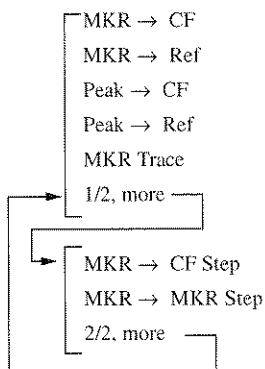 MKR → CF
MKR → Ref
Peak → CF
Peak → Ref
MKR Trace
1/2, more
MKR → CF Step
MKR → MKR Step
2/2, more